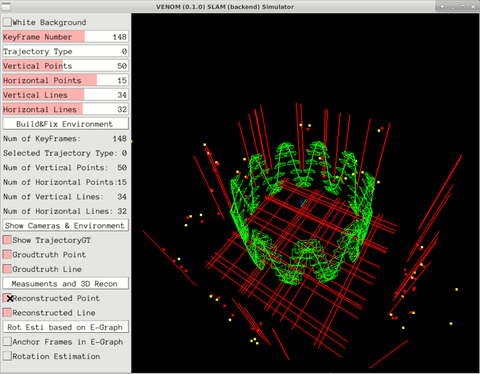 VENOM (0.1.0) SLAM (backend) Simulator
White Background
KeyFrame Number 148
Trajectory Type 0
Vertical Points 50
Horizontal Points 15
Vertical Lines 34
Horizontal Lines 32
Build&Fix Environment
Num of KeyFrames: 148
Selected Trajectory Type: 0
Num of Vertical Points: 50
Num of Horizontal Points:15
Num of Vertical Lines: 34
Num of Horizontal Lines: 32
Show Cameras & Environment
Show TrajectoryGT
Groudtruth Point
Groudtruth Line
Measuments and 3D Recon
Reconstructed Point
Reconstructed Line
Rot Esti based on E-Graph
Anchor Frames in E-Graph
Rotation Estimation